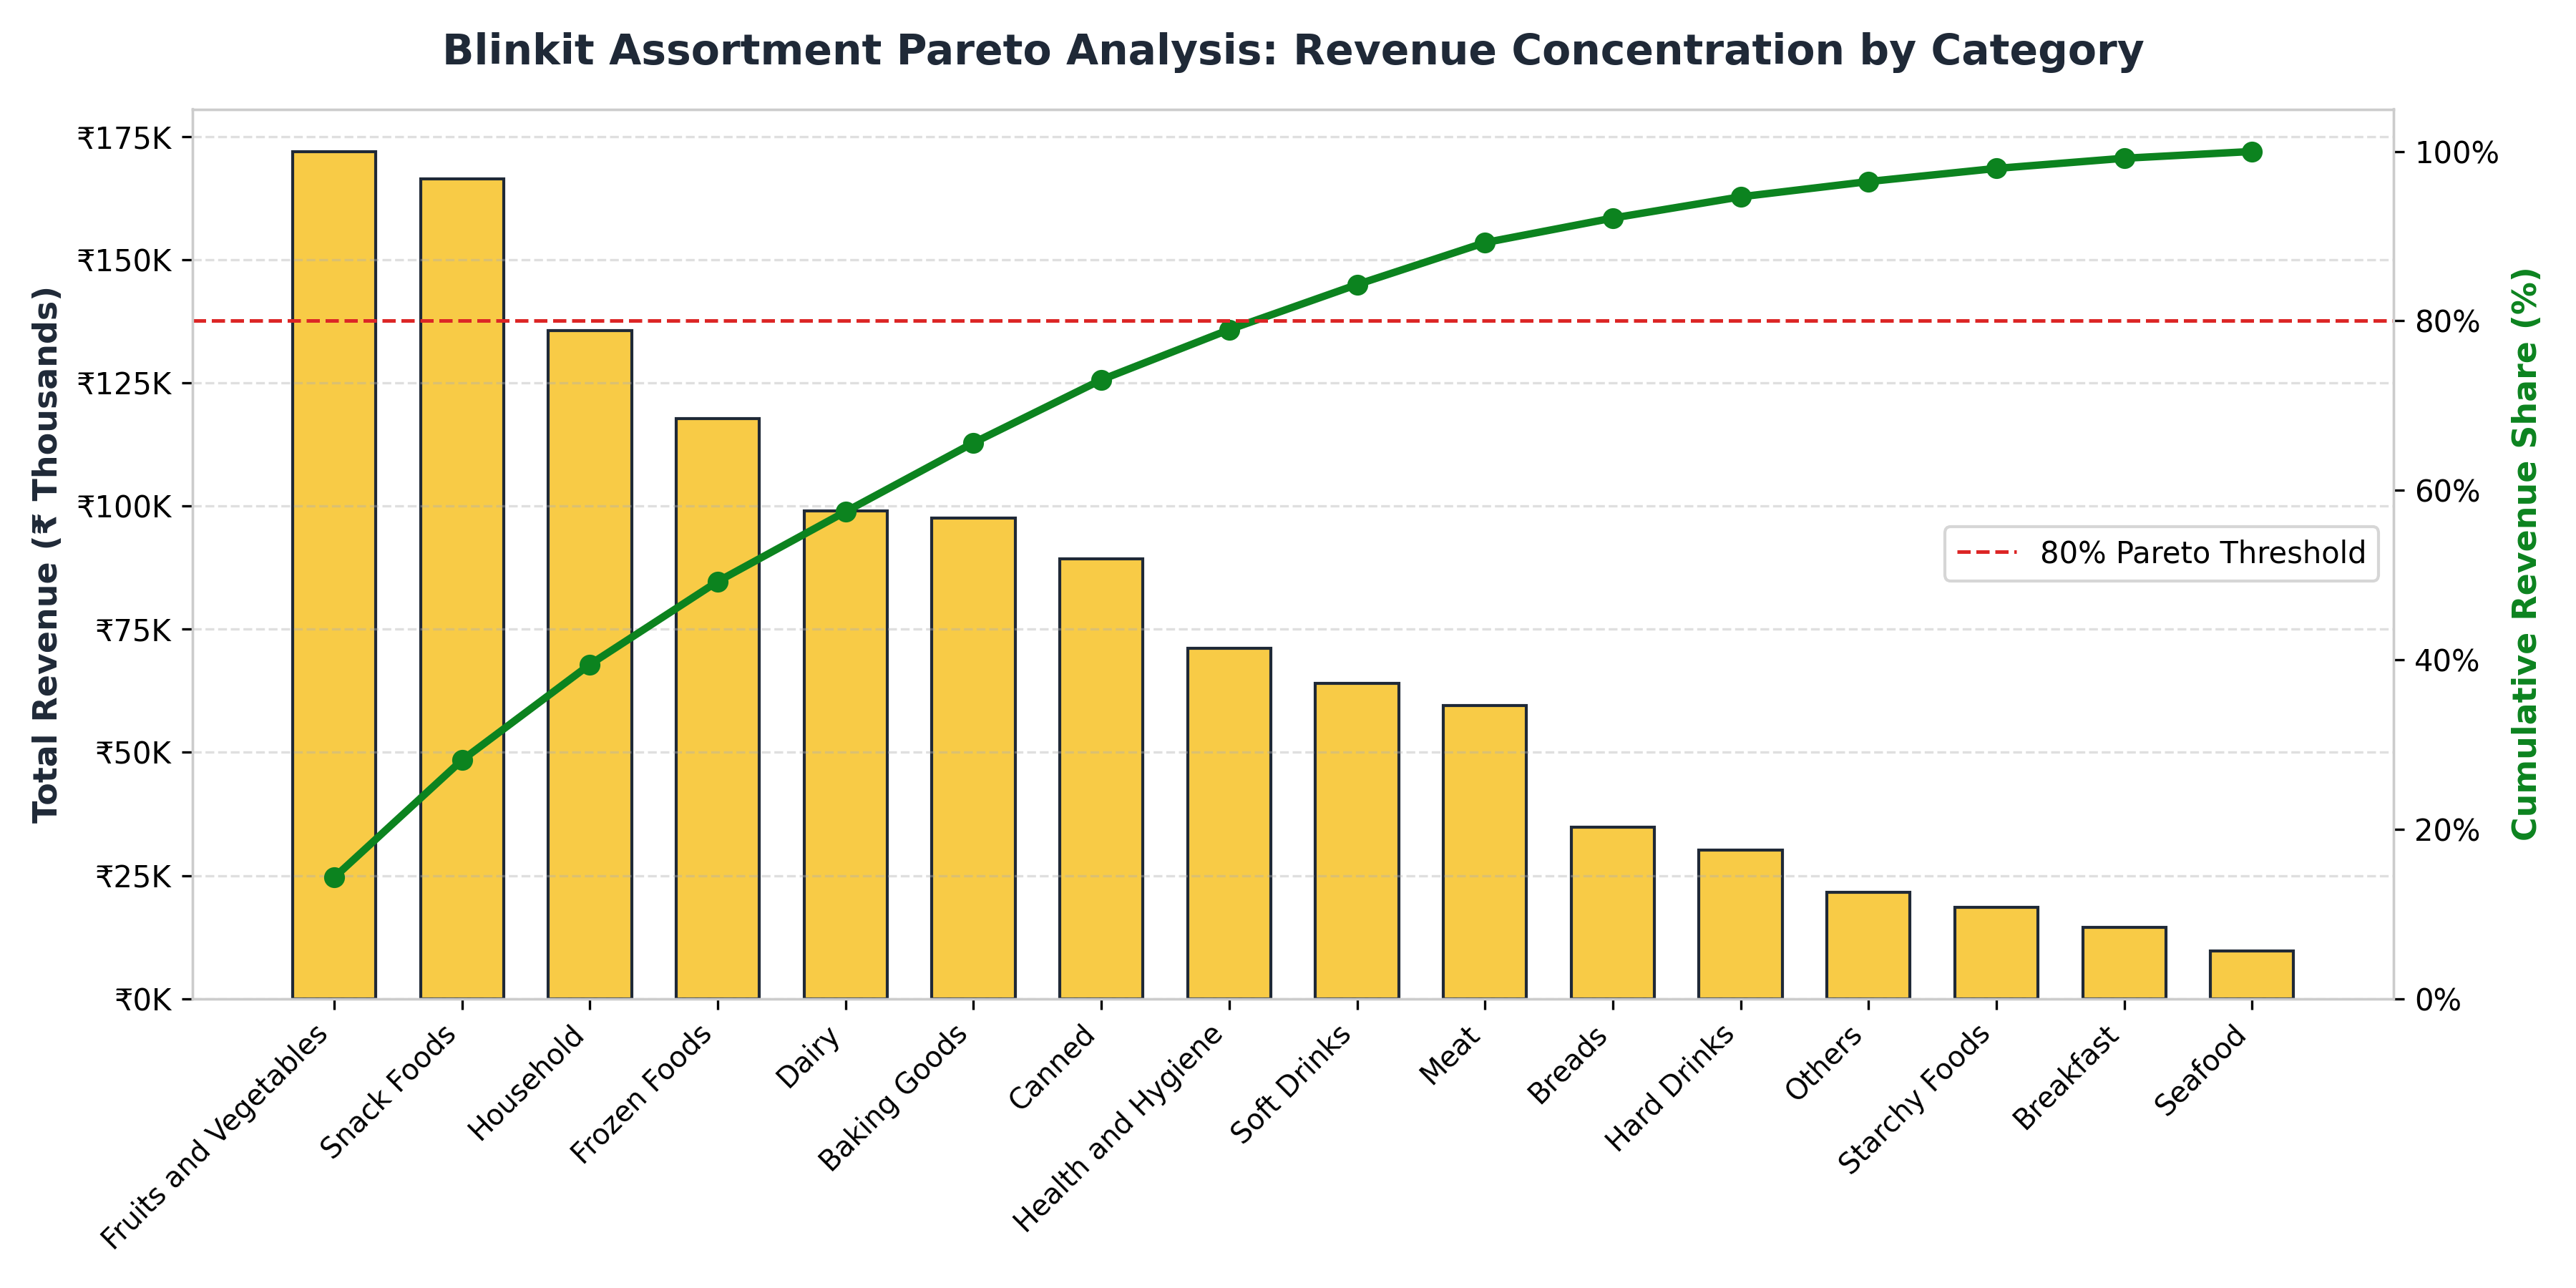 Blinkit Assortment Pareto Analysis: Revenue Concentration by Category
Total Revenue (₹ Thousands)
₹175K
₹150K
₹125K
₹100K
₹75K
₹50K
₹25K
₹0K
100%
80%
60%
40%
20%
0%
Cumulative Revenue Share (%)
80% Pareto Threshold
Fruits and Vegetables
Snack Foods
Household
Frozen Foods
Dairy
Baking Goods
Canned
Health and Hygiene
Soft Drinks
Meat
Breads
Hard Drinks
Others
Starchy Foods
Breakfast
Seafood